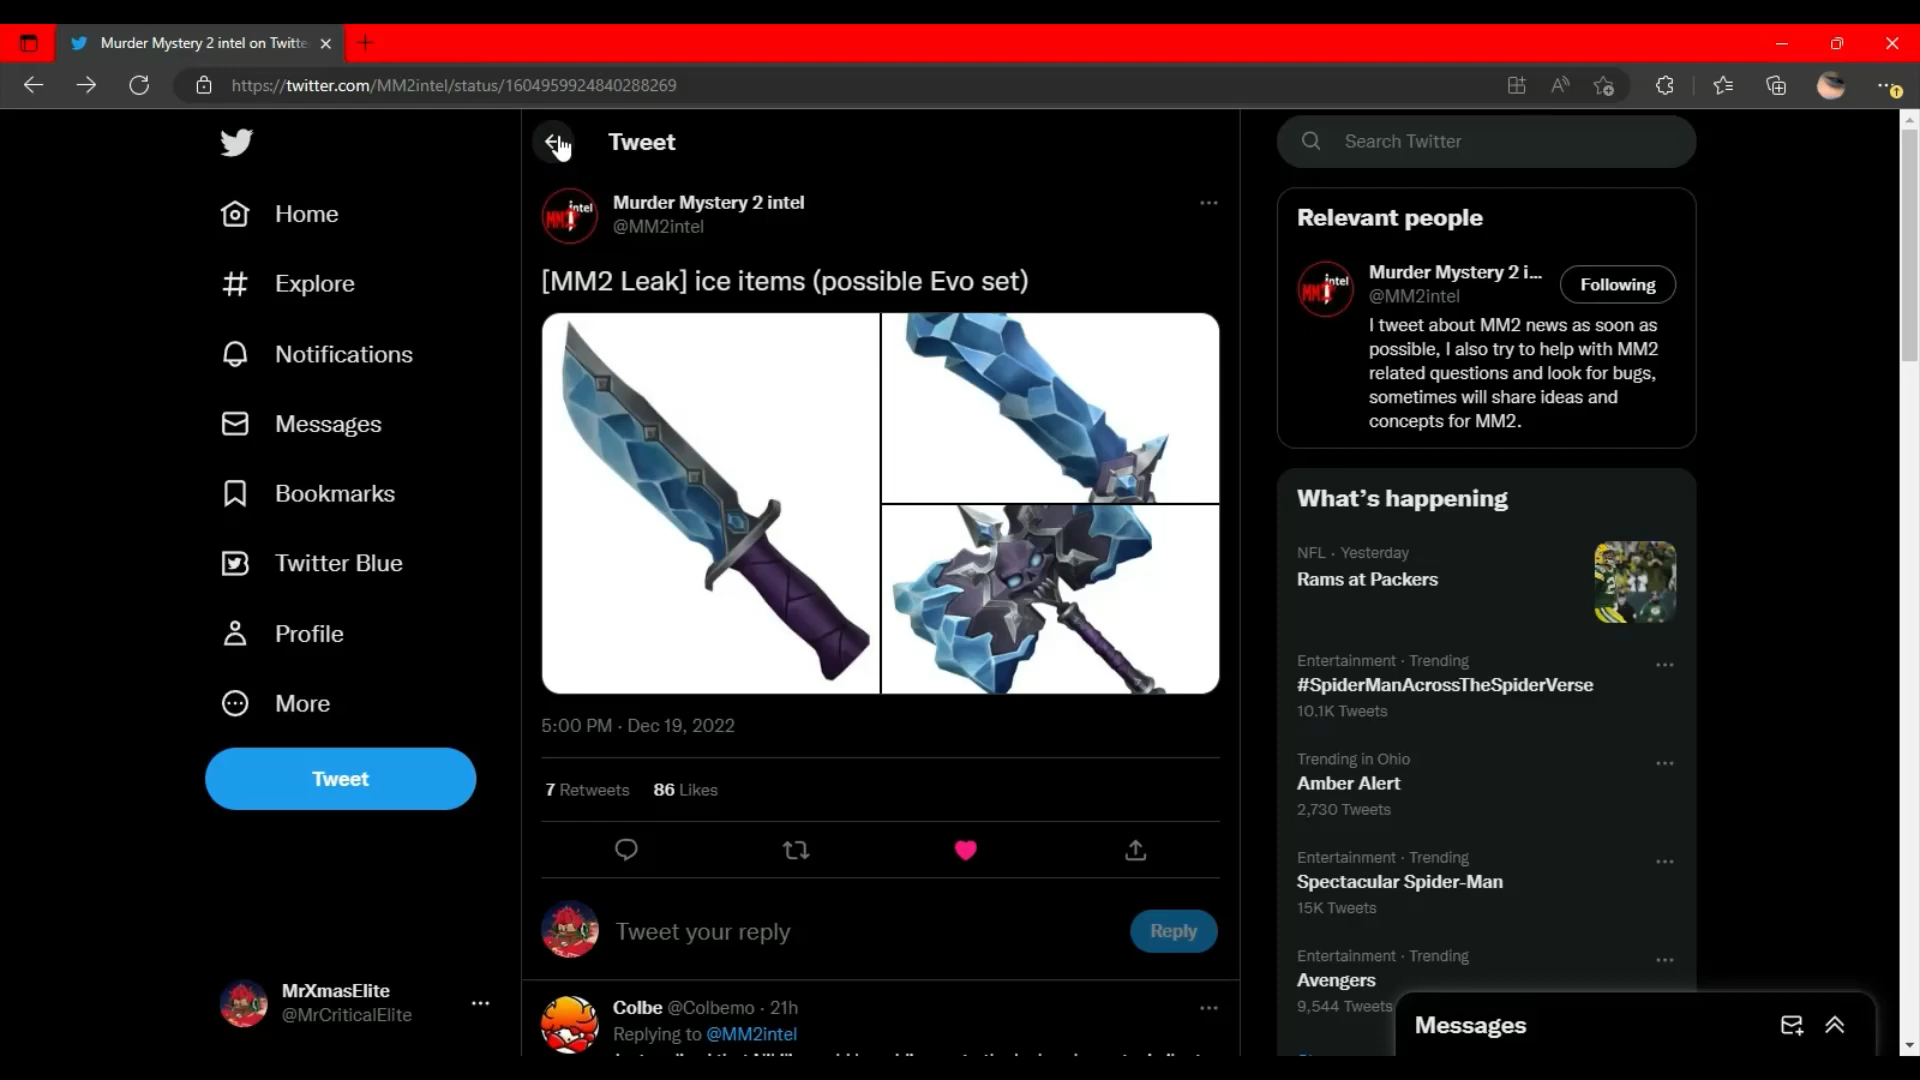 Murder Mystery 2 intel on Twitte
https://twitter.com/MM2intel/status/1604959924840288269
Home
Explore
Notifications
Messages
Bookmarks
Twitter Blue
Profile
More
Tweet
MrXmasElite
@MrCriticalElite
Tweet
Murder Mystery 2 intel
@MM2intel
[MM2 Leak] ice items (possible Evo set)
5:00 PM · Dec 19, 2022
7 Retweets 86 Likes
Tweet your reply
Reply
Colbe @Colbemo · 21h
Replying to @MM2intel
Search Twitter
Relevant people
Murder Mystery 2 i...
@MM2intel
Following
I tweet about MM2 news as soon as
possible, I also try to help with MM2
related questions and look for bugs,
sometimes will share ideas and
concepts for MM2.
What's happening
NFL · Yesterday
Rams at Packers
Entertainment · Trending
#SpiderManAcrossTheSpiderVerse
10.1K Tweets
Trending in Ohio
Amber Alert
2,730 Tweets
Entertainment · Trending
Spectacular Spider-Man
15K Tweets
Entertainment · Trending
Avengers
9,544 Tweets
Messages